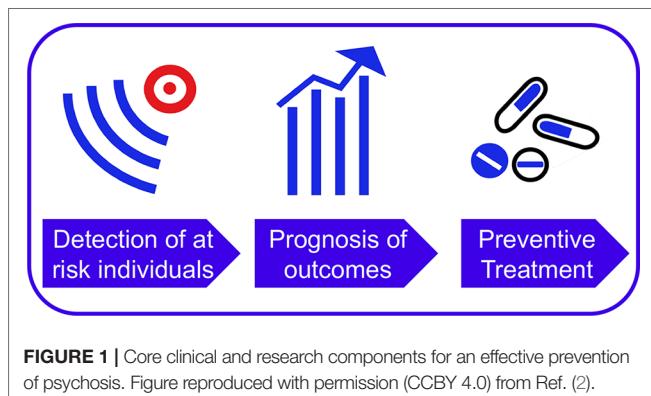 Detection of at
risk individuals
Prognosis of
outcomes
Preventive
Treatment
FIGURE 1 | Core clinical and research components for an effective prevention
of psychosis. Figure reproduced with permission (CCBY 4.0) from Ref. (2).